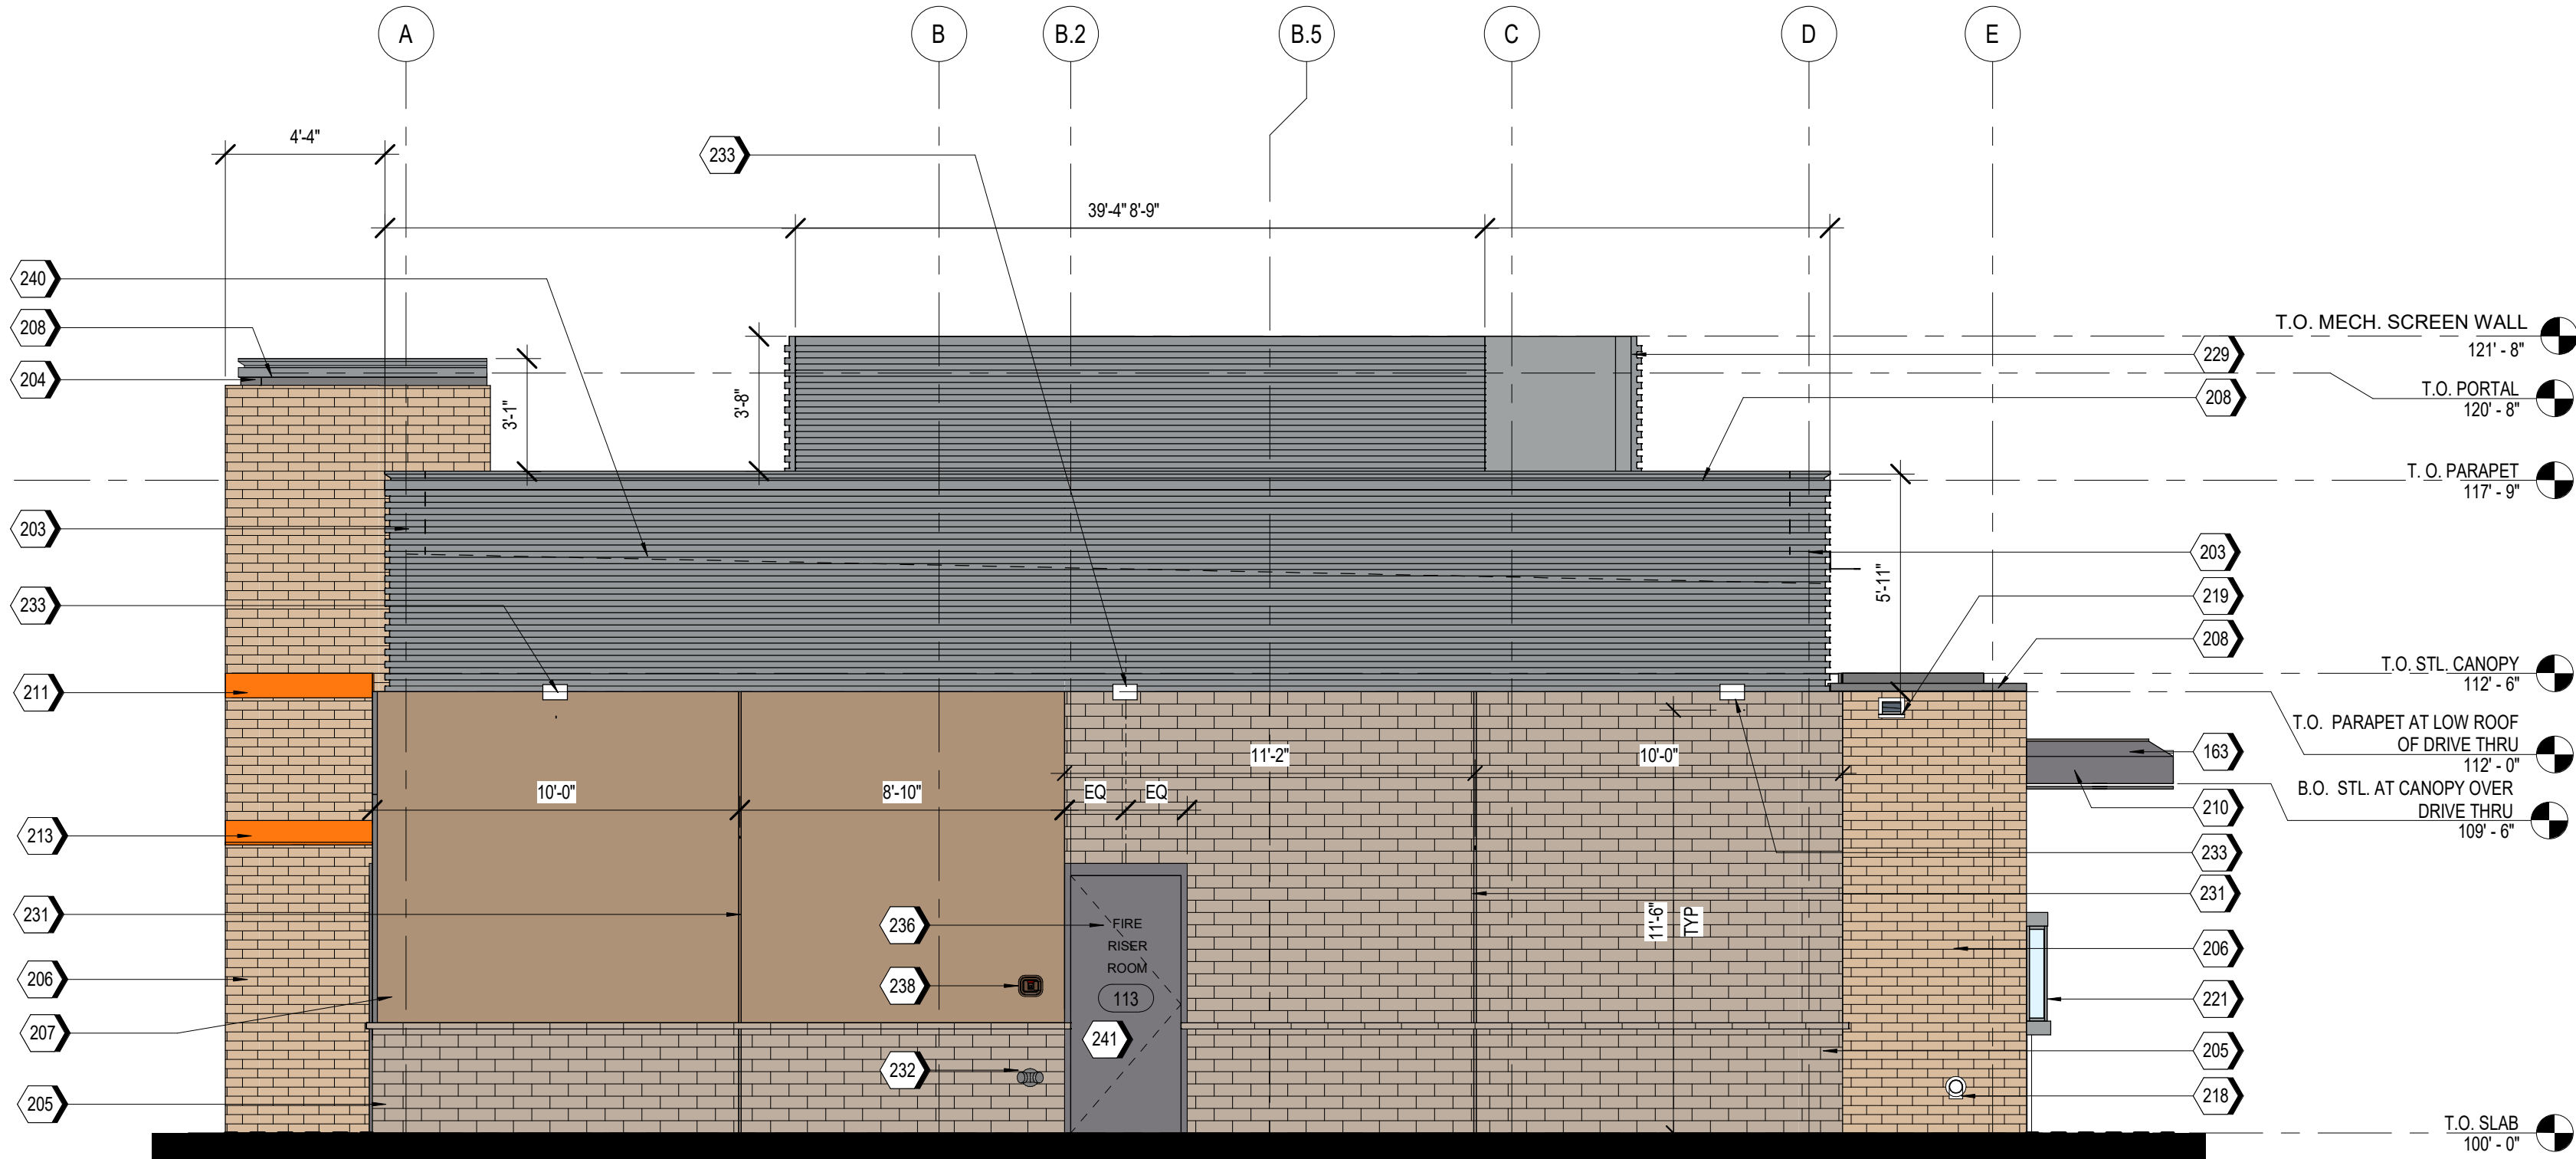 A
B
B.2
B.5
C
D
E
4'-4"
233
39'-4" 8'-9"
240
208
204
3'-1"
3'-8"
203
233
211
213
231
206
207
205
T.O. MECH. SCREEN WALL
121' - 8"
229
T.O. PORTAL
120' - 8"
208
T. O. PARAPET
117' - 9"
203
5'-11"
219
208
T.O. STL. CANOPY
112' - 6"
T.O. PARAPET AT LOW ROOF
OF DRIVE THRU
112' - 0"
163
B.O. STL. AT CANOPY OVER
DRIVE THRU
109' - 6"
210
233
231
206
221
205
218
T.O. SLAB
100' - 0"
11'-2"
10'-0"
10'-0"
8'-10"
EQ
EQ
11'-6"
TYP
236
FIRE
RISER
ROOM
113
238
241
232